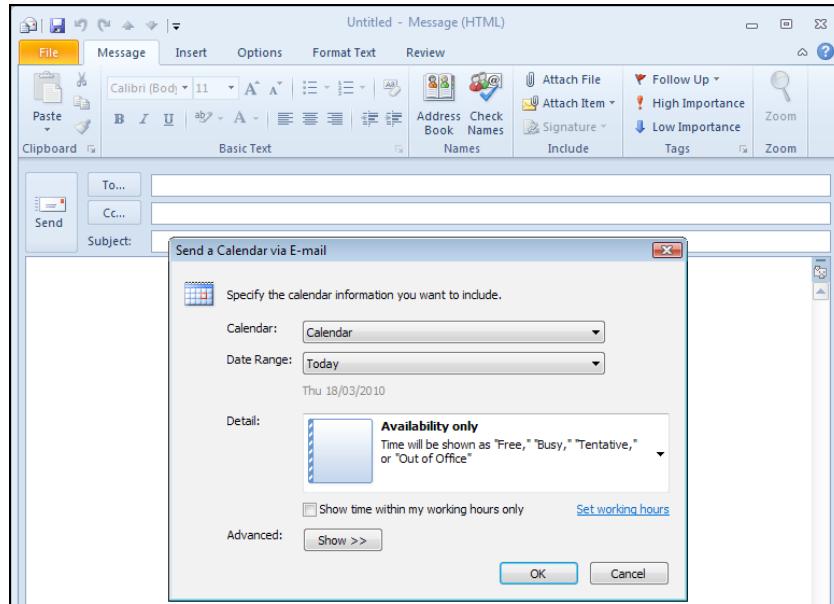 Untitled - Message (HTML)
File Message Insert Options Format Text Review
Paste
Clipboard
Calibri (Body 11
B I U
Basic Text
Address Book
Check Names
Names
Attach File
Attach Item
Signature
Include
Follow Up
High Importance
Low Importance
Tags
Zoom
Zoom
Send
To...
Cc...
Subject:
Send a Calendar via E-mail
Specify the calendar information you want to include.
Calendar: Calendar
Date Range: Today
Thu 18/03/2010
Detail: Availability only
Time will be shown as "Free," "Busy," "Tentative,"
or "Out of Office"
Show time within my working hours only Set working hours
Advanced: Show >>
OK Cancel